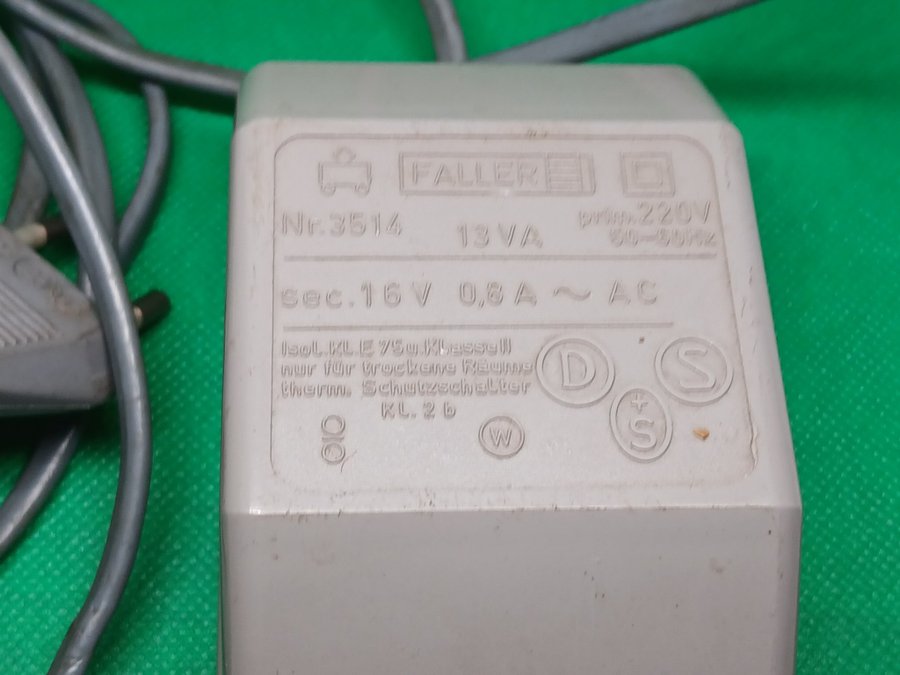 FALLER
Nr. 3514 13 VA prim. 220V
50-60Hz
sec. 16 V 0,8 A ~ AC
Isol. KL. E 75 u. Klasse II
nur für trockene Räume
therm. Schutzschalter
KL. 2 b
D
S
+
S
W